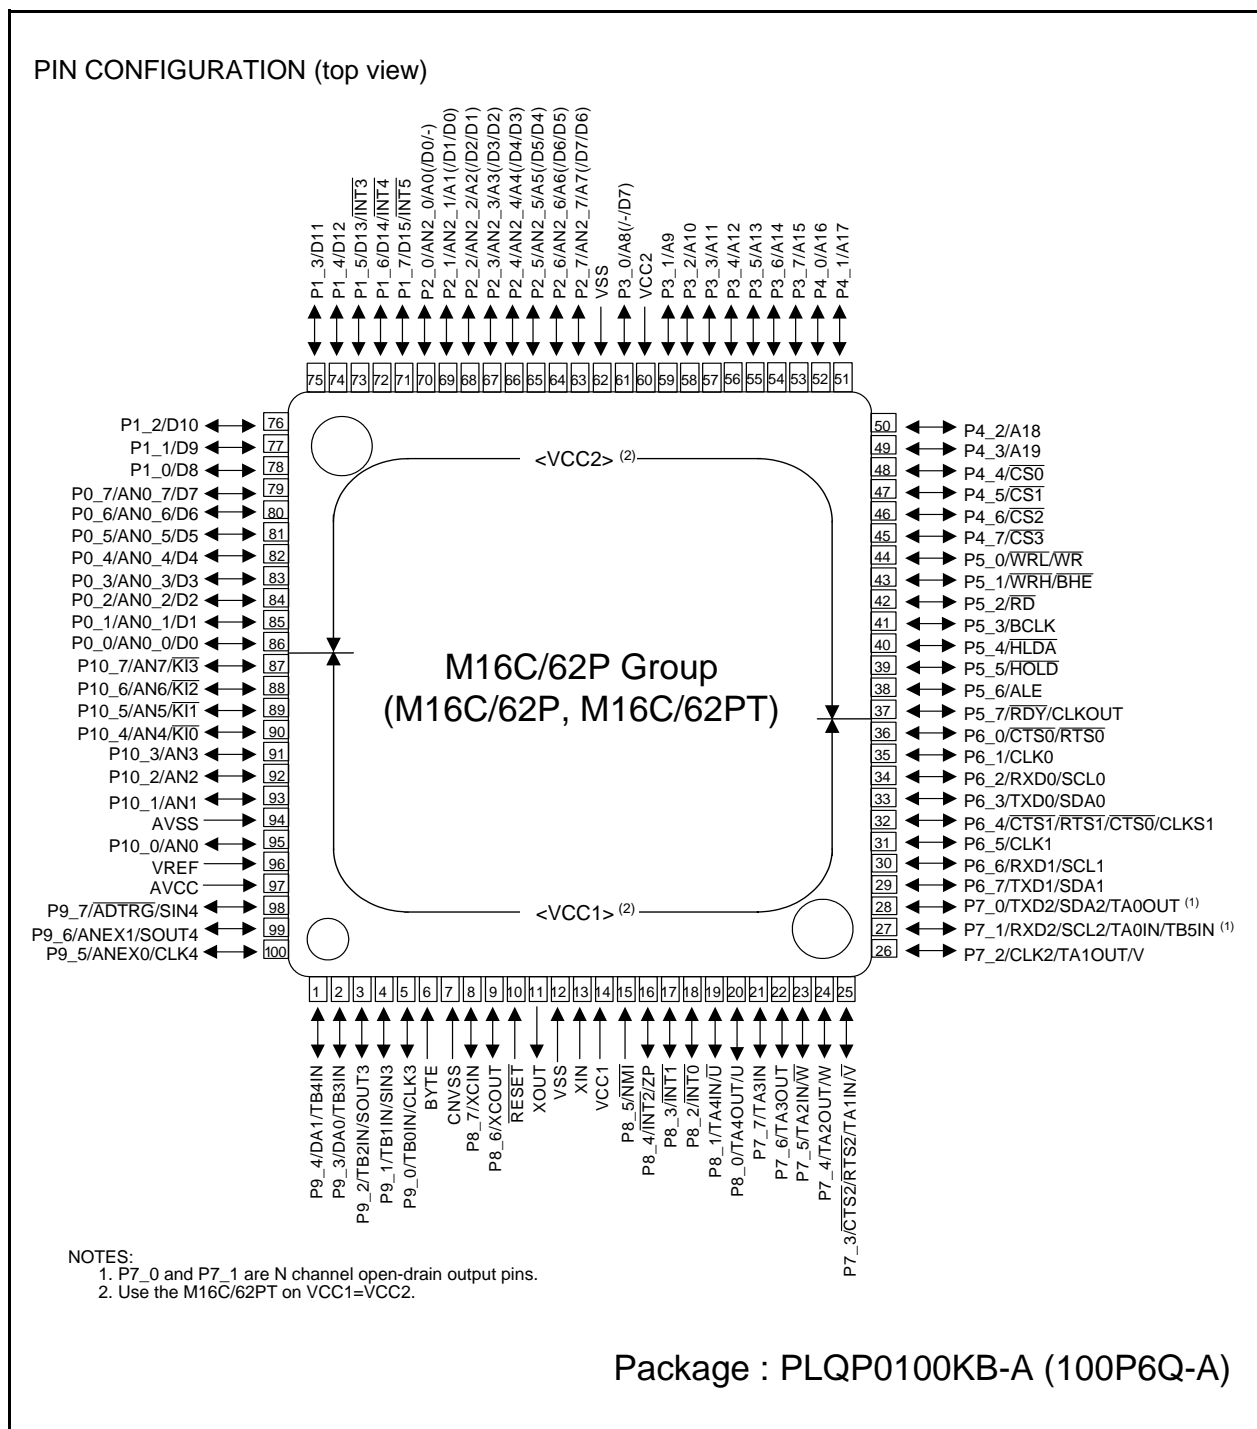 PIN CONFIGURATION (top view)
P1_3/D11
P1_4/D12
P1_5/D13/INT3
P1_6/D14/INT4
P1_7/D15/INT5
P2_0/AN2_0/A0(/D0/-)
P2_1/AN2_1/A1(/D1/D0)
P2_2/AN2_2/A2(/D2/D1)
P2_3/AN2_3/A3(/D3/D2)
P2_4/AN2_4/A4(/D4/D3)
P2_5/AN2_5/A5(/D5/D4)
P2_6/AN2_6/A6(/D6/D5)
P2_7/AN2_7/A7(/D7/D6)
VSS
P3_0/A8(/-/D7)
VCC2
P3_1/A9
P3_2/A10
P3_3/A11
P3_4/A12
P3_5/A13
P3_6/A14
P3_7/A15
P4_0/A16
P4_1/A17
75 74 73 72 71 70 69 68 67 66 65 64 63 62 61 60 59 58 57 56 55 54 53 52 51
P1_2/D10 76
P1_1/D9 77
P1_0/D8 78
P0_7/AN0_7/D7 79
P0_6/AN0_6/D6 80
P0_5/AN0_5/D5 81
P0_4/AN0_4/D4 82
P0_3/AN0_3/D3 83
P0_2/AN0_2/D2 84
P0_1/AN0_1/D1 85
P0_0/AN0_0/D0 86
P10_7/AN7/KI3 87
P10_6/AN6/KI2 88
P10_5/AN5/KI1 89
P10_4/AN4/KI0 90
P10_3/AN3 91
P10_2/AN2 92
P10_1/AN1 93
AVSS 94
P10_0/AN0 95
VREF 96
AVCC 97
P9_7/ADTRG/SIN4 98
P9_6/ANEX1/SOUT4 99
P9_5/ANEX0/CLK4 100
<VCC2> (2)
M16C/62P Group
(M16C/62P, M16C/62PT)
<VCC1> (2)
50 P4_2/A18
49 P4_3/A19
48 P4_4/CS0
47 P4_5/CS1
46 P4_6/CS2
45 P4_7/CS3
44 P5_0/WRL/WR
43 P5_1/WRH/BHE
42 P5_2/RD
41 P5_3/BCLK
40 P5_4/HLDA
39 P5_5/HOLD
38 P5_6/ALE
37 P5_7/RDY/CLKOUT
36 P6_0/CTS0/RTS0
35 P6_1/CLK0
34 P6_2/RXD0/SCL0
33 P6_3/TXD0/SDA0
32 P6_4/CTS1/RTS1/CTS0/CLKS1
31 P6_5/CLK1
30 P6_6/RXD1/SCL1
29 P6_7/TXD1/SDA1
28 P7_0/TXD2/SDA2/TA0OUT (1)
27 P7_1/RXD2/SCL2/TA0IN/TB5IN (1)
26 P7_2/CLK2/TA1OUT/V
1 2 3 4 5 6 7 8 9 10 11 12 13 14 15 16 17 18 19 20 21 22 23 24 25
P9_4/DA1/TB4IN
P9_3/DA0/TB3IN
P9_2/TB2IN/SOUT3
P9_1/TB1IN/SIN3
P9_0/TB0IN/CLK3
BYTE
CNVSS
P8_7/XCIN
P8_6/XCOUT
RESET
XOUT
VSS
XIN
VCC1
P8_5/NMI
P8_4/INT2/ZP
P8_3/INT1
P8_2/INT0
P8_1/TA4IN/U
P8_0/TA4OUT/U
P7_7/TA3IN
P7_6/TA3OUT
P7_5/TA2IN/W
P7_4/TA2OUT/W
P7_3/CTS2/RTS2/TA1IN/V
NOTES:
1. P7_0 and P7_1 are N channel open-drain output pins.
2. Use the M16C/62PT on VCC1=VCC2.
Package : PLQP0100KB-A (100P6Q-A)